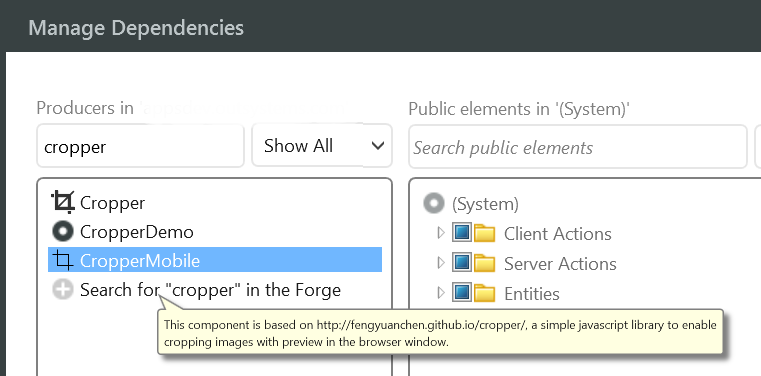 Manage Dependencies
Producers in
Public elements in '(System)'
cropper
Show All
Search public elements
Cropper
CropperDemo
CropperMobile
Search for "cropper" in the Forge
(System)
Client Actions
Server Actions
Entities
This component is based on http://fengyuanchen.github.io/cropper/, a simple javascript library to enable
cropping images with preview in the browser window.